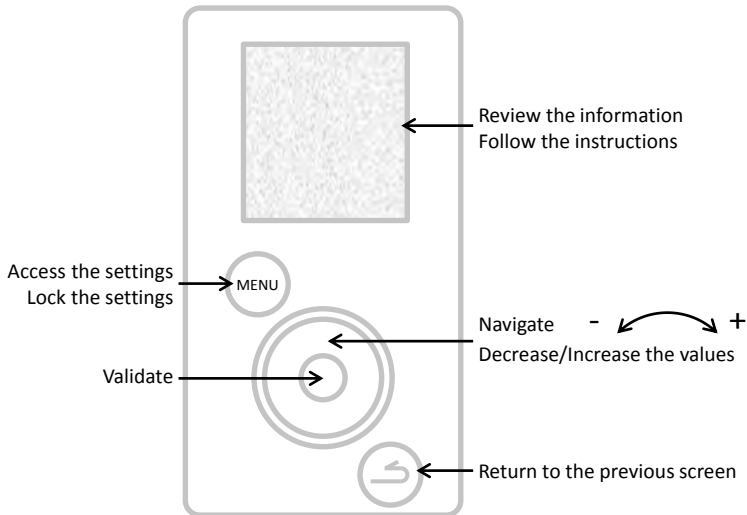 Review the information
Follow the instructions
Access the settings
Lock the settings
MENU
Navigate - +
Decrease/Increase the values
Validate
Return to the previous screen